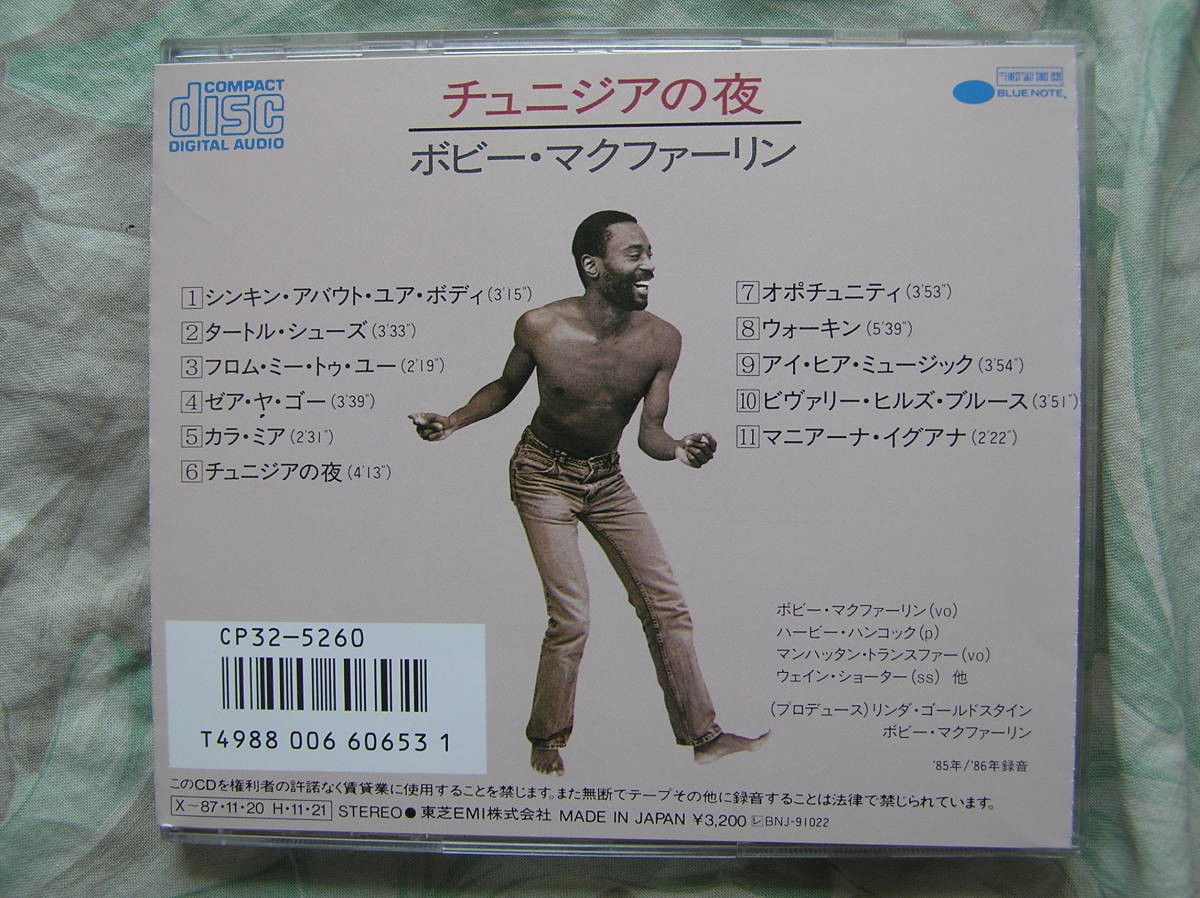 COMPACT
disc
DIGITAL AUDIO
チュニジアの夜
ボビー・マクファーリン
THE FINEST IN JAZZ SINCE 1939
BLUE NOTE
1 シンキン・アバウト・ユア・ボディ(3'15")
2 タートル・シューズ(3'33")
3 フロム・ミー・トゥ・ユー(2'19")
4 ゼア・ヤ・ゴー(3'39")
5 カラ・ミア(2'31")
6 チュニジアの夜(4'13")
7 オポチュニティ(3'53")
8 ウォーキン(5'39")
9 アイ・ヒア・ミュージック(3'54")
10 ビヴァリー・ヒルズ・ブルース(3'51")
11 マニアーナ・イグアナ(2'22")
ボビー・マクファーリン(vo)
ハービー・ハンコック(p)
マンハッタン・トランスファー(vo)
ウェイン・ショーター(ss) 他
(プロデュース)リンダ・ゴールドスタイン
ボビー・マクファーリン
'85年/'86年録音
CP32-5260
T4988 006 60653 1
このCDを権利者の許諾なく賃貸業に使用することを禁じます。また無断でテープその他に録音することは法律で禁じられています。
X～87・11・20 H・11・21 STEREO● 東芝EMI株式会社 MADE IN JAPAN ¥3,200 レ BNJ-91022